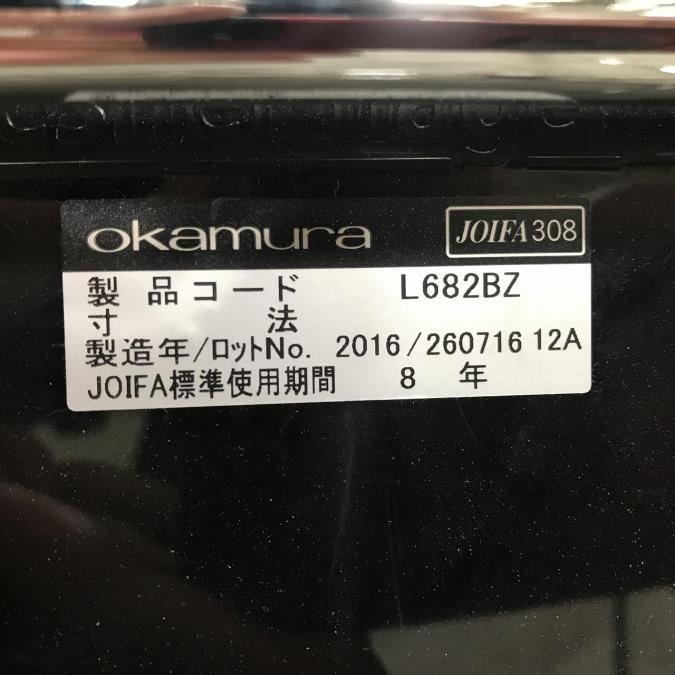 okamura JOIFA308
製品コード L682BZ
寸法
製造年/ロットNo. 2016/260716 12A
JOIFA標準使用期間 8年